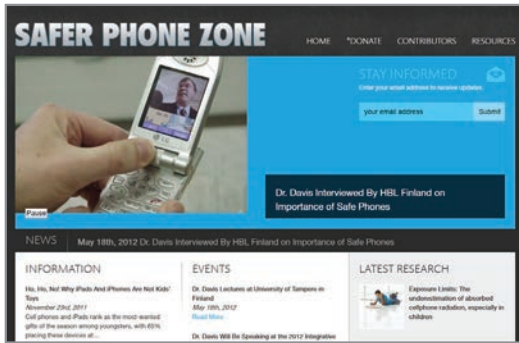 SAFER PHONE ZONE
HOME *DONATE CONTRIBUTORS RESOURCES
STAY INFORMED
Enter your email address to receive updates.
your email address Submit
LG
Pause
Dr. Davis Interviewed By HBL Finland on
Importance of Safe Phones
NEWS May 18th, 2012 Dr. Davis Interviewed By HBL Finland on Importance of Safe Phones
INFORMATION
Ho, Ho, No! Why iPads And iPhones Are Not Kids'
Toys
November 23rd, 2011
Cell phones and iPads rank as the most-wanted
gifts of the season among youngsters, with 65%
placing these devices at...
EVENTS
Dr. Davis Lectures at University of Tampere in
Finland
May 18th, 2012
Read More
Dr. Davis Will Be Speaking at the 2012 Integrative
LATEST RESEARCH
Exposure Limits: The
underestimation of absorbed
cellphone radiation, especially in
children